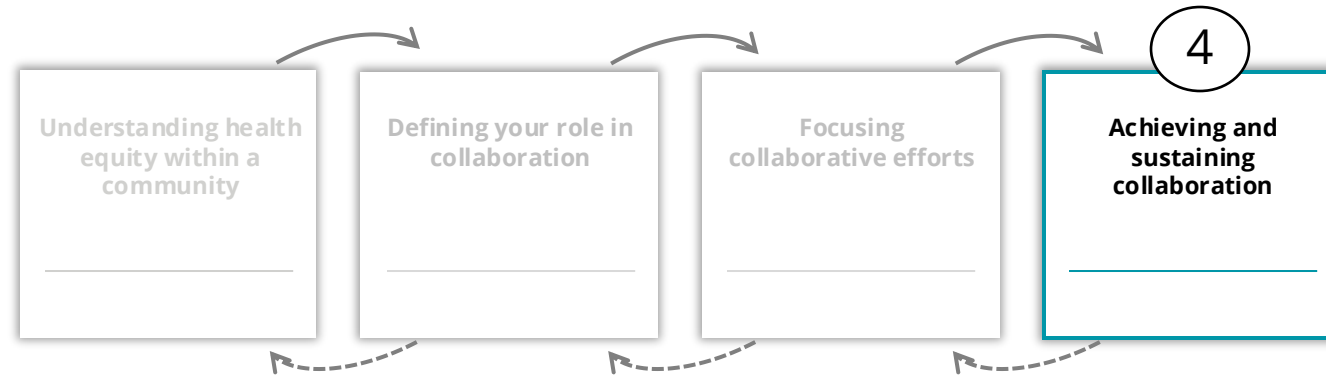 4
Understanding health
equity within a
community
Defining your role in
collaboration
Focusing
collaborative efforts
Achieving and
sustaining
collaboration